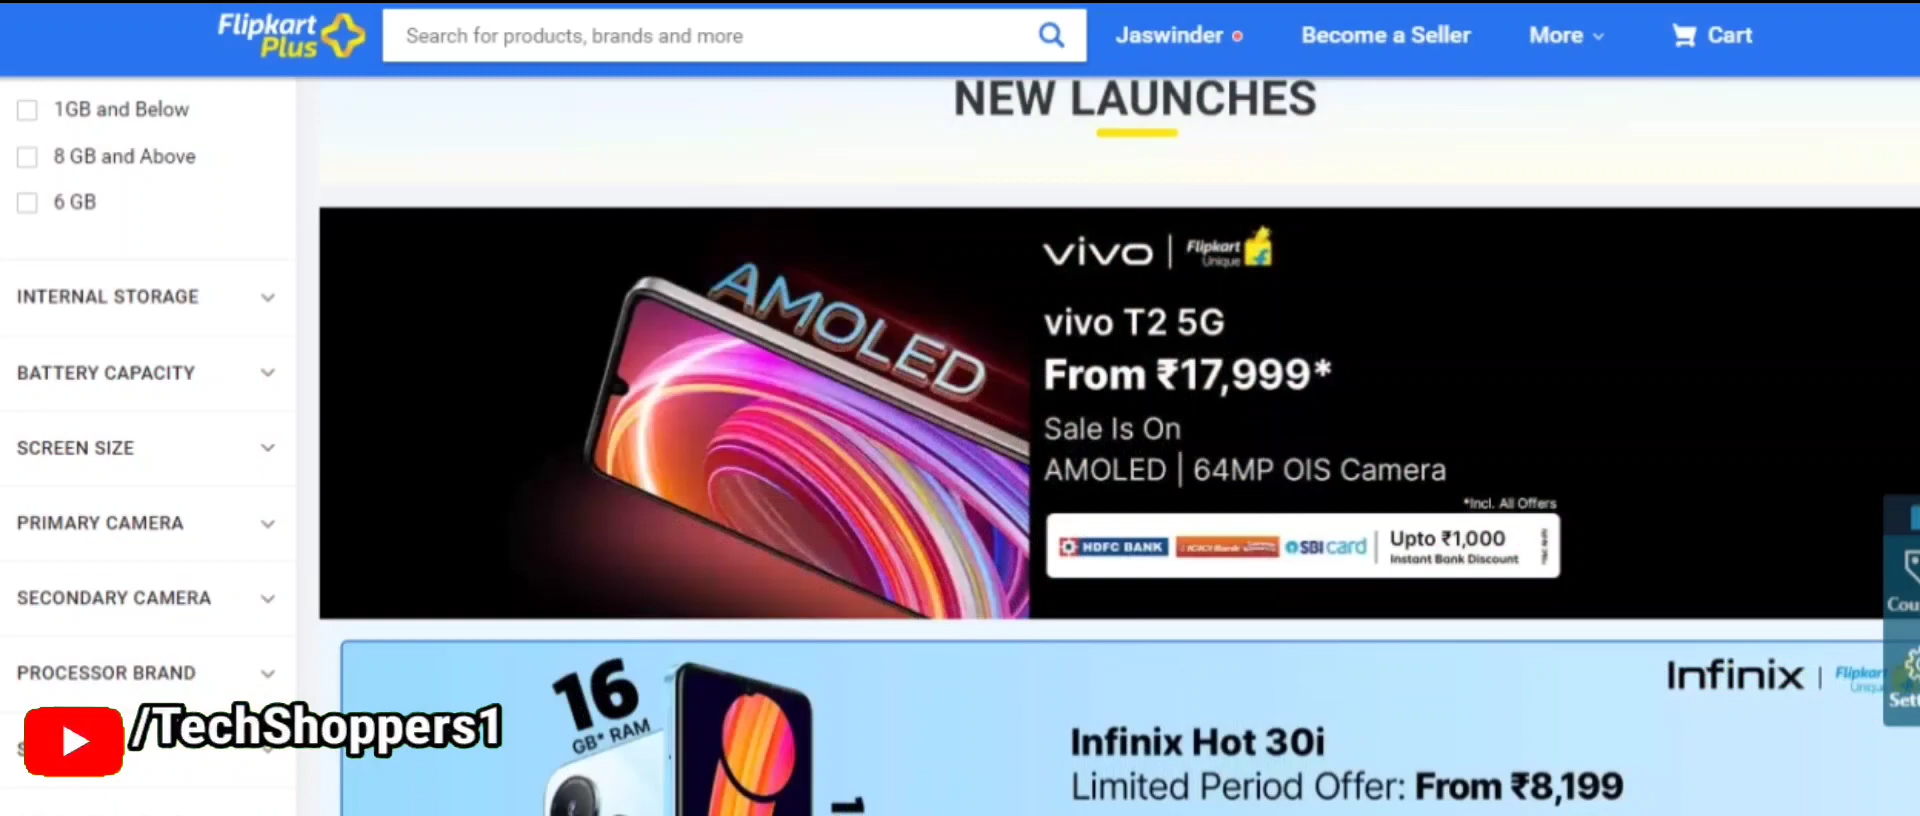 Flipkart
Plus
Search for products, brands and more
Jaswinder
Become a Seller
More
Cart
1GB and Below
8 GB and Above
6 GB
INTERNAL STORAGE
BATTERY CAPACITY
SCREEN SIZE
PRIMARY CAMERA
SECONDARY CAMERA
PROCESSOR BRAND
NEW LAUNCHES
AMOLED
vivo
Flipkart
Unique
vivo T2 5G
From ₹17,999*
Sale Is On
AMOLED | 64MP OIS Camera
*Incl. All Offers
HDFC BANK
ICICI Bank
SBI card
Upto ₹1,000
Instant Bank Discount
16
GB* RAM
Infinix
Flipkart
Infinix Hot 30i
Limited Period Offer: From ₹8,199
/TechShoppers1